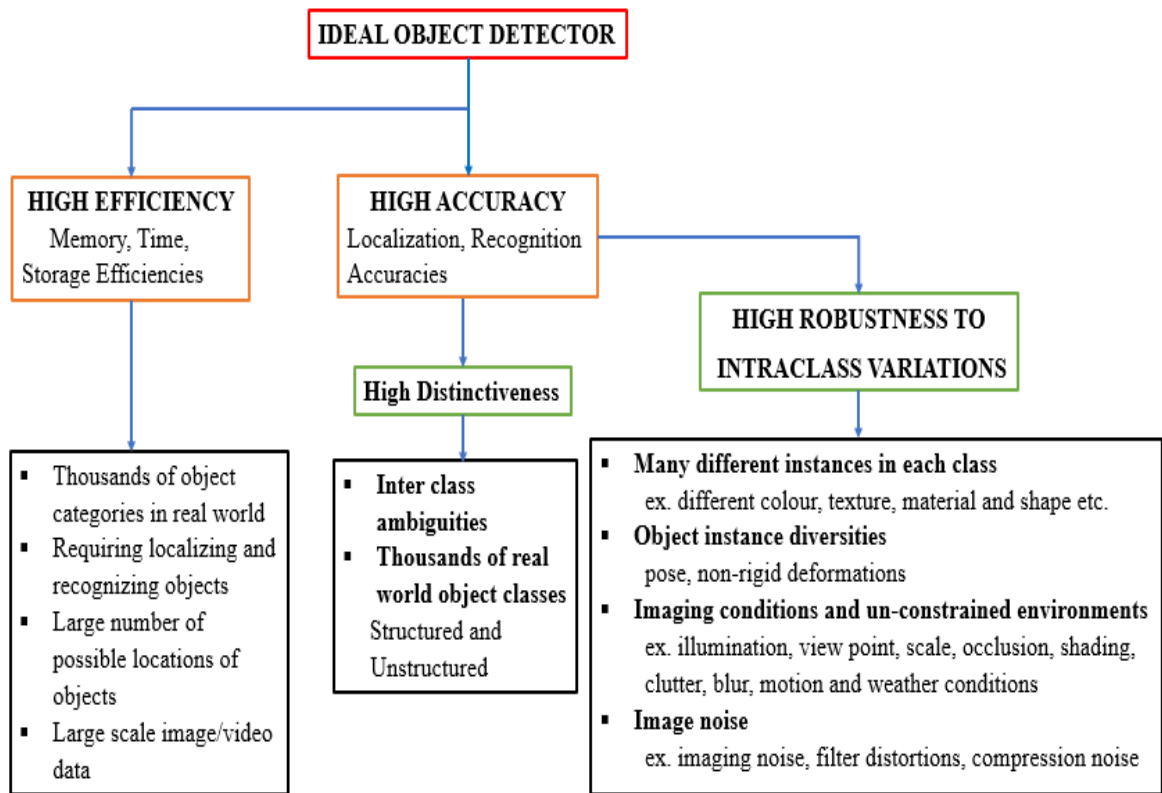 IDEAL OBJECT DETECTOR
HIGH EFFICIENCY
Memory, Time,
Storage Efficiencies
HIGH ACCURACY
Localization, Recognition
Accuracies
HIGH ROBUSTNESS TO
INTRACLASS VARIATIONS
High Distinctiveness
▪ Thousands of object
categories in real world
▪ Requiring localizing and
recognizing objects
▪ Large number of
possible locations of
objects
▪ Large scale image/video
data
▪ Inter class
ambiguities
▪ Thousands of real
world object classes
Structured and
Unstructured
▪ Many different instances in each class
ex. different colour, texture, material and shape etc.
▪ Object instance diversities
pose, non-rigid deformations
▪ Imaging conditions and un-constrained environments
ex. illumination, view point, scale, occlusion, shading,
clutter, blur, motion and weather conditions
▪ Image noise
ex. imaging noise, filter distortions, compression noise